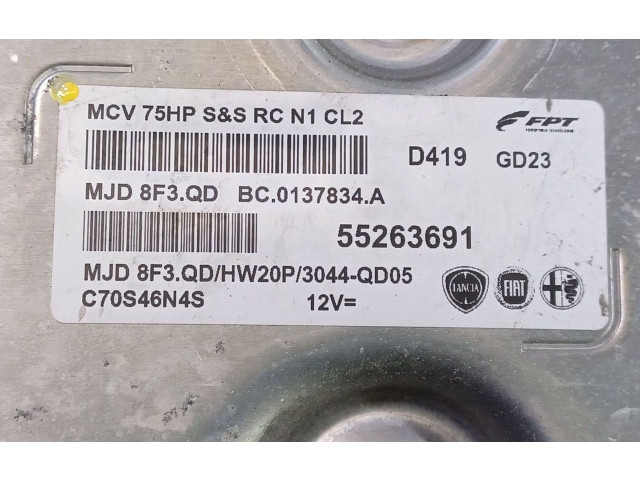 MCV 75HP S&S RC N1 CL2
FPT
D419 GD23
MJD 8F3.QD BC.0137834.A
55263691
MJD 8F3.QD/HW20P/3044-QD05
LANCIA FIAT
C70S46N4S 12V=